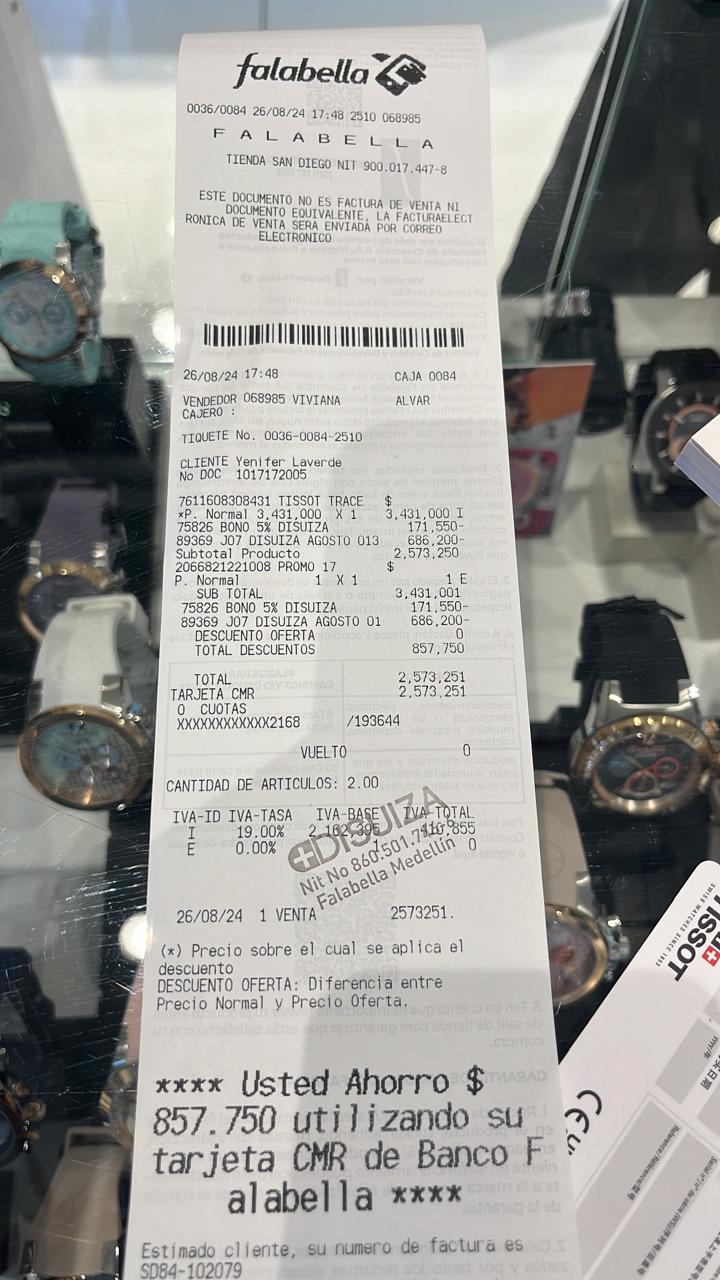 falabella
0036/0084 26/08/24 17:48 2510 068985
F A L A B E L L A
TIENDA SAN DIEGO NIT 900.017.447-8
ESTE DOCUMENTO NO ES FACTURA DE VENTA NI
DOCUMENTO EQUIVALENTE, LA FACTURAELECT
RONICA DE VENTA SERA ENVIADA POR CORREO
ELECTRONICO
26/08/24 17:48 CAJA 0084
VENDEDOR 068985 VIVIANA ALVAR
CAJERO :
TIQUETE No. 0036-0084-2510
CLIENTE Yenifer Laverde
No DOC 1017172005
7611608308431 TISSOT TRACE $
*P. Normal 3,431,000 X 1 3,431,000 I
75826 BONO 5% DISUIZA 171,550-
89369 J07 DISUIZA AGOSTO 013 686,200-
Subtotal Producto 2,573,250
2066821221008 PROMO 17 $
P. Normal 1 X 1 1 E
SUB TOTAL 3,431,001
75826 BONO 5% DISUIZA 171,550-
89369 J07 DISUIZA AGOSTO 01 686,200-
DESCUENTO OFERTA 0
TOTAL DESCUENTOS 857,750
TOTAL 2,573,251
TARJETA CMR 2,573,251
0 CUOTAS
XXXXXXXXXXXX2168 /193644
VUELTO 0
CANTIDAD DE ARTICULOS: 2.00
IVA-ID IVA-TASA IVA-BASE IVA-TOTAL
I 19.00% 2,162,395 410,855
E 0.00% 1 0
DISUIZA
Nit No 860.501.
Falabella Medellín
26/08/24 1 VENTA 2573251.
(*) Precio sobre el cual se aplica el
descuento
DESCUENTO OFERTA: Diferencia entre
Precio Normal y Precio Oferta.
**** Usted Ahorro $
857.750 utilizando su
tarjeta CMR de Banco F
alabella ****
Estimado cliente, su numero de factura es
SD84-102079
TISSOT
SWISS WATCHES SINCE 1853
CE